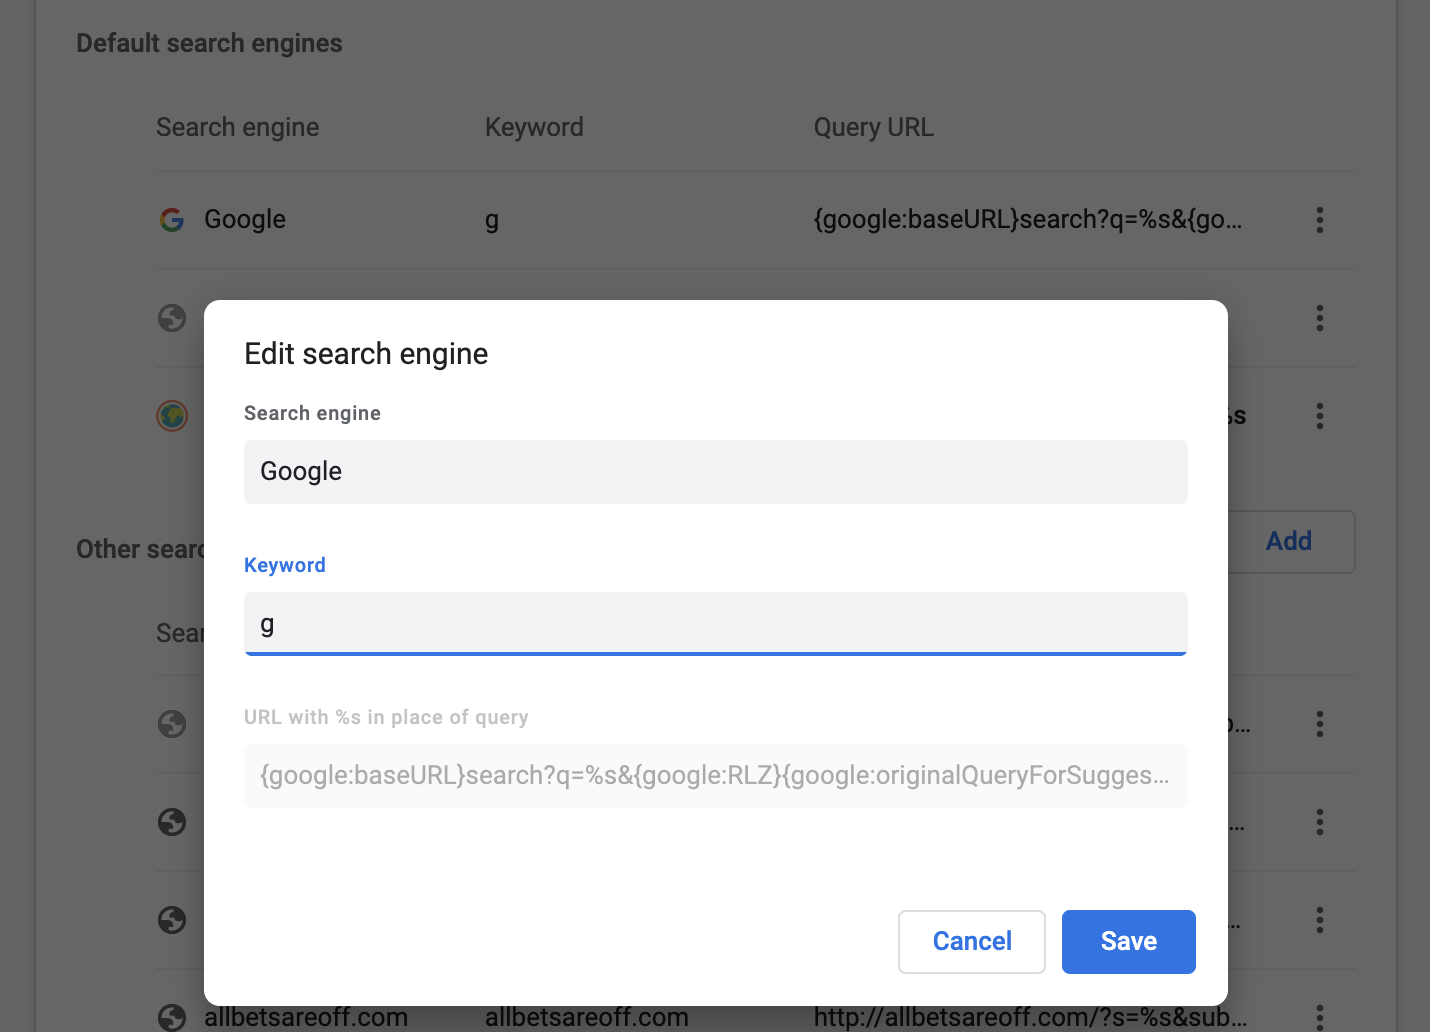 Default search engines
Search engine Keyword Query URL
Google g {google:baseURL}search?q=%s&{go...
Edit search engine
Search engine
Google
Keyword
g
URL with %s in place of query
{google:baseURL}search?q=%s&{google:RLZ}{google:originalQueryForSugges...
Cancel Save
%s
Other searc
Add
Sear
...
...
...
allbetsareoff.com allbetsareoff.com http://allbetsareoff.com/?s=%s&sub...